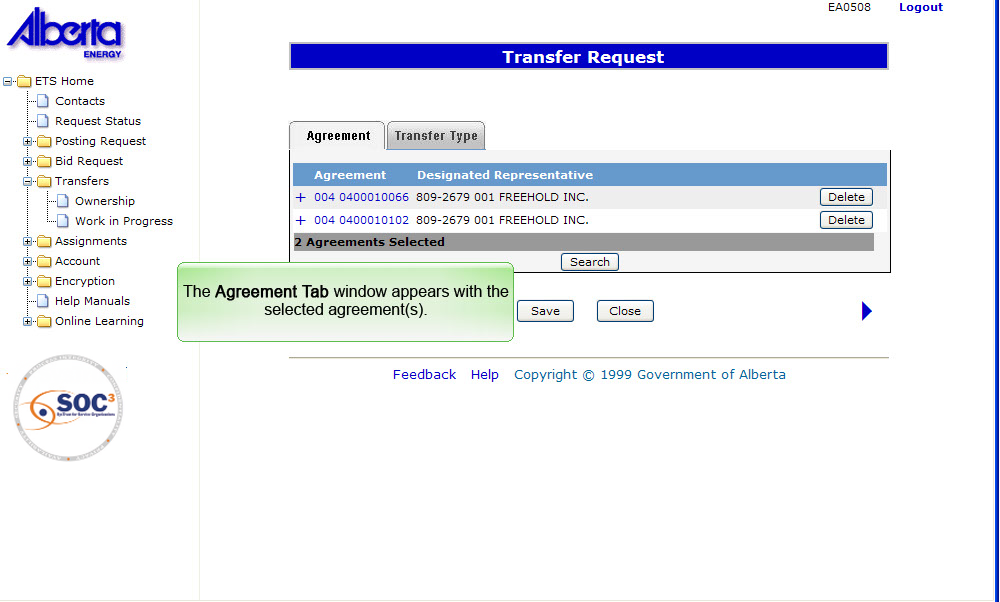 EA0508 Logout
Alberta
ENERGY
Transfer Request
ETS Home
Contacts
Request Status
Posting Request
Bid Request
Transfers
Ownership
Work in Progress
Assignments
Account
Encryption
Help Manuals
Online Learning
SOC3
Agreement Transfer Type
Agreement Designated Representative
+ 004 0400010066 809-2679 001 FREEHOLD INC. Delete
+ 004 0400010102 809-2679 001 FREEHOLD INC. Delete
2 Agreements Selected
Search
The Agreement Tab window appears with the
selected agreement(s).
Save Close
Feedback Help Copyright © 1999 Government of Alberta